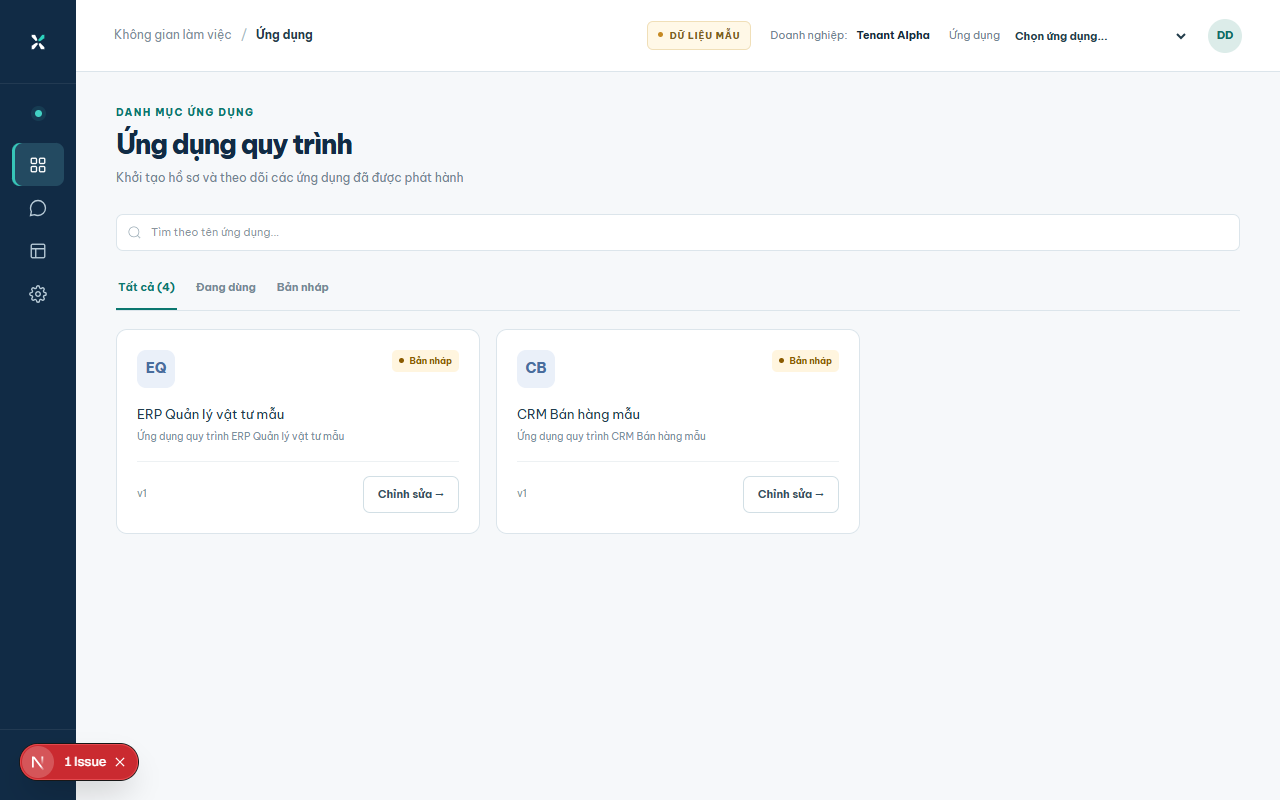 Không gian làm việc / Ứng dụng
DỮ LIỆU MẪU
Doanh nghiệp: Tenant Alpha
Ứng dụng Chọn ứng dụng...
DD
DANH MỤC ỨNG DỤNG
Ứng dụng quy trình
Khởi tạo hồ sơ và theo dõi các ứng dụng đã được phát hành
Tìm theo tên ứng dụng...
Tất cả (4) Đang dùng Bản nháp
EQ
Bản nháp
ERP Quản lý vật tư mẫu
Ứng dụng quy trình ERP Quản lý vật tư mẫu
v1
Chỉnh sửa →
CB
Bản nháp
CRM Bán hàng mẫu
Ứng dụng quy trình CRM Bán hàng mẫu
v1
Chỉnh sửa →
N 1 Issue